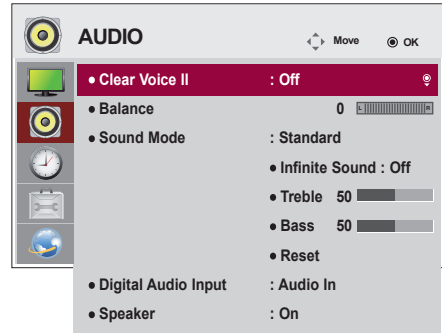 AUDIO
Move
OK
• Clear Voice II : Off
• Balance 0 L R
• Sound Mode : Standard
• Infinite Sound : Off
• Treble 50
• Bass 50
• Reset
• Digital Audio Input : Audio In
• Speaker : On